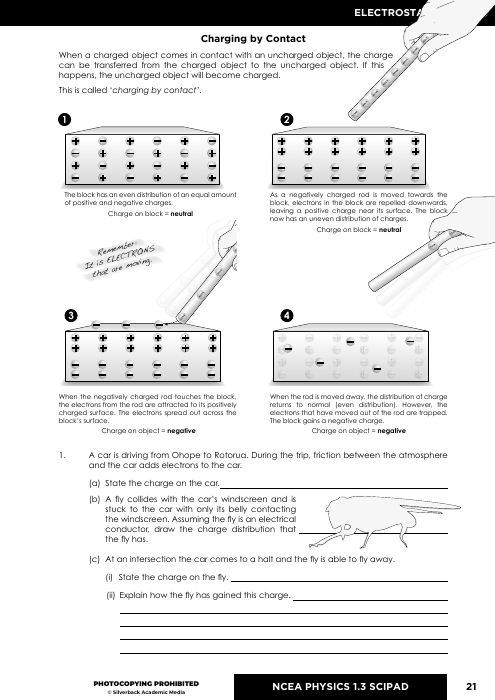 ELECTROSTA
Charging by Contact
When a charged object comes in contact with an uncharged object, the charge
can be transferred from the charged object to the uncharged object. If this
happens, the uncharged object will become charged.
This is called ‘charging by contact’.
1
2
The block has an even distribution of an equal amount
of positive and negative charges.
Charge on block = neutral
As a negatively charged rod is moved towards the
block, electrons in the block are repelled downwards,
leaving a positive charge near its surface. The block
now has an uneven distribution of charges.
Charge on block = neutral
Remember:
It is ELECTRONS
that are moving.
3
4
When the negatively charged rod touches the block,
the electrons from the rod are attracted to its positively
charged surface. The electrons spread out across the
block’s surface.
Charge on object = negative
When the rod is moved away, the distribution of charge
returns to normal (even distribution). However, the
electrons that have moved out of the rod are trapped.
The block gains a negative charge.
Charge on object = negative
1. A car is driving from Ohope to Rotorua. During the trip, friction between the atmosphere
and the car adds electrons to the car.
(a) State the charge on the car.
(b) A fly collides with the car’s windscreen and is
stuck to the car with only its belly contacting
the windscreen. Assuming the fly is an electrical
conductor, draw the charge distribution that
the fly has.
(c) At an intersection the car comes to a halt and the fly is able to fly away.
(i) State the charge on the fly.
(ii) Explain how the fly has gained this charge.
PHOTOCOPYING PROHIBITED
© Silverback Academic Media
NCEA PHYSICS 1.3 SCIPAD
21